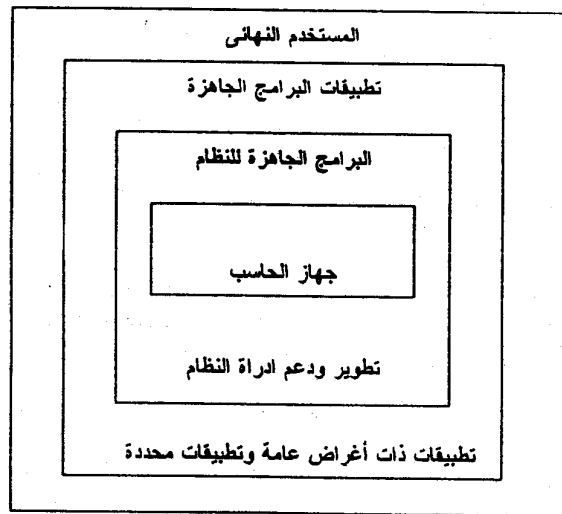 المستخدم النهائى
تطبيقات البرامج الجاهزة
البرامج الجاهزة للنظام
جهاز الحاسب
تطوير ودعم ادراة النظام
تطبيقات ذات أغراض عامة وتطبيقات محددة